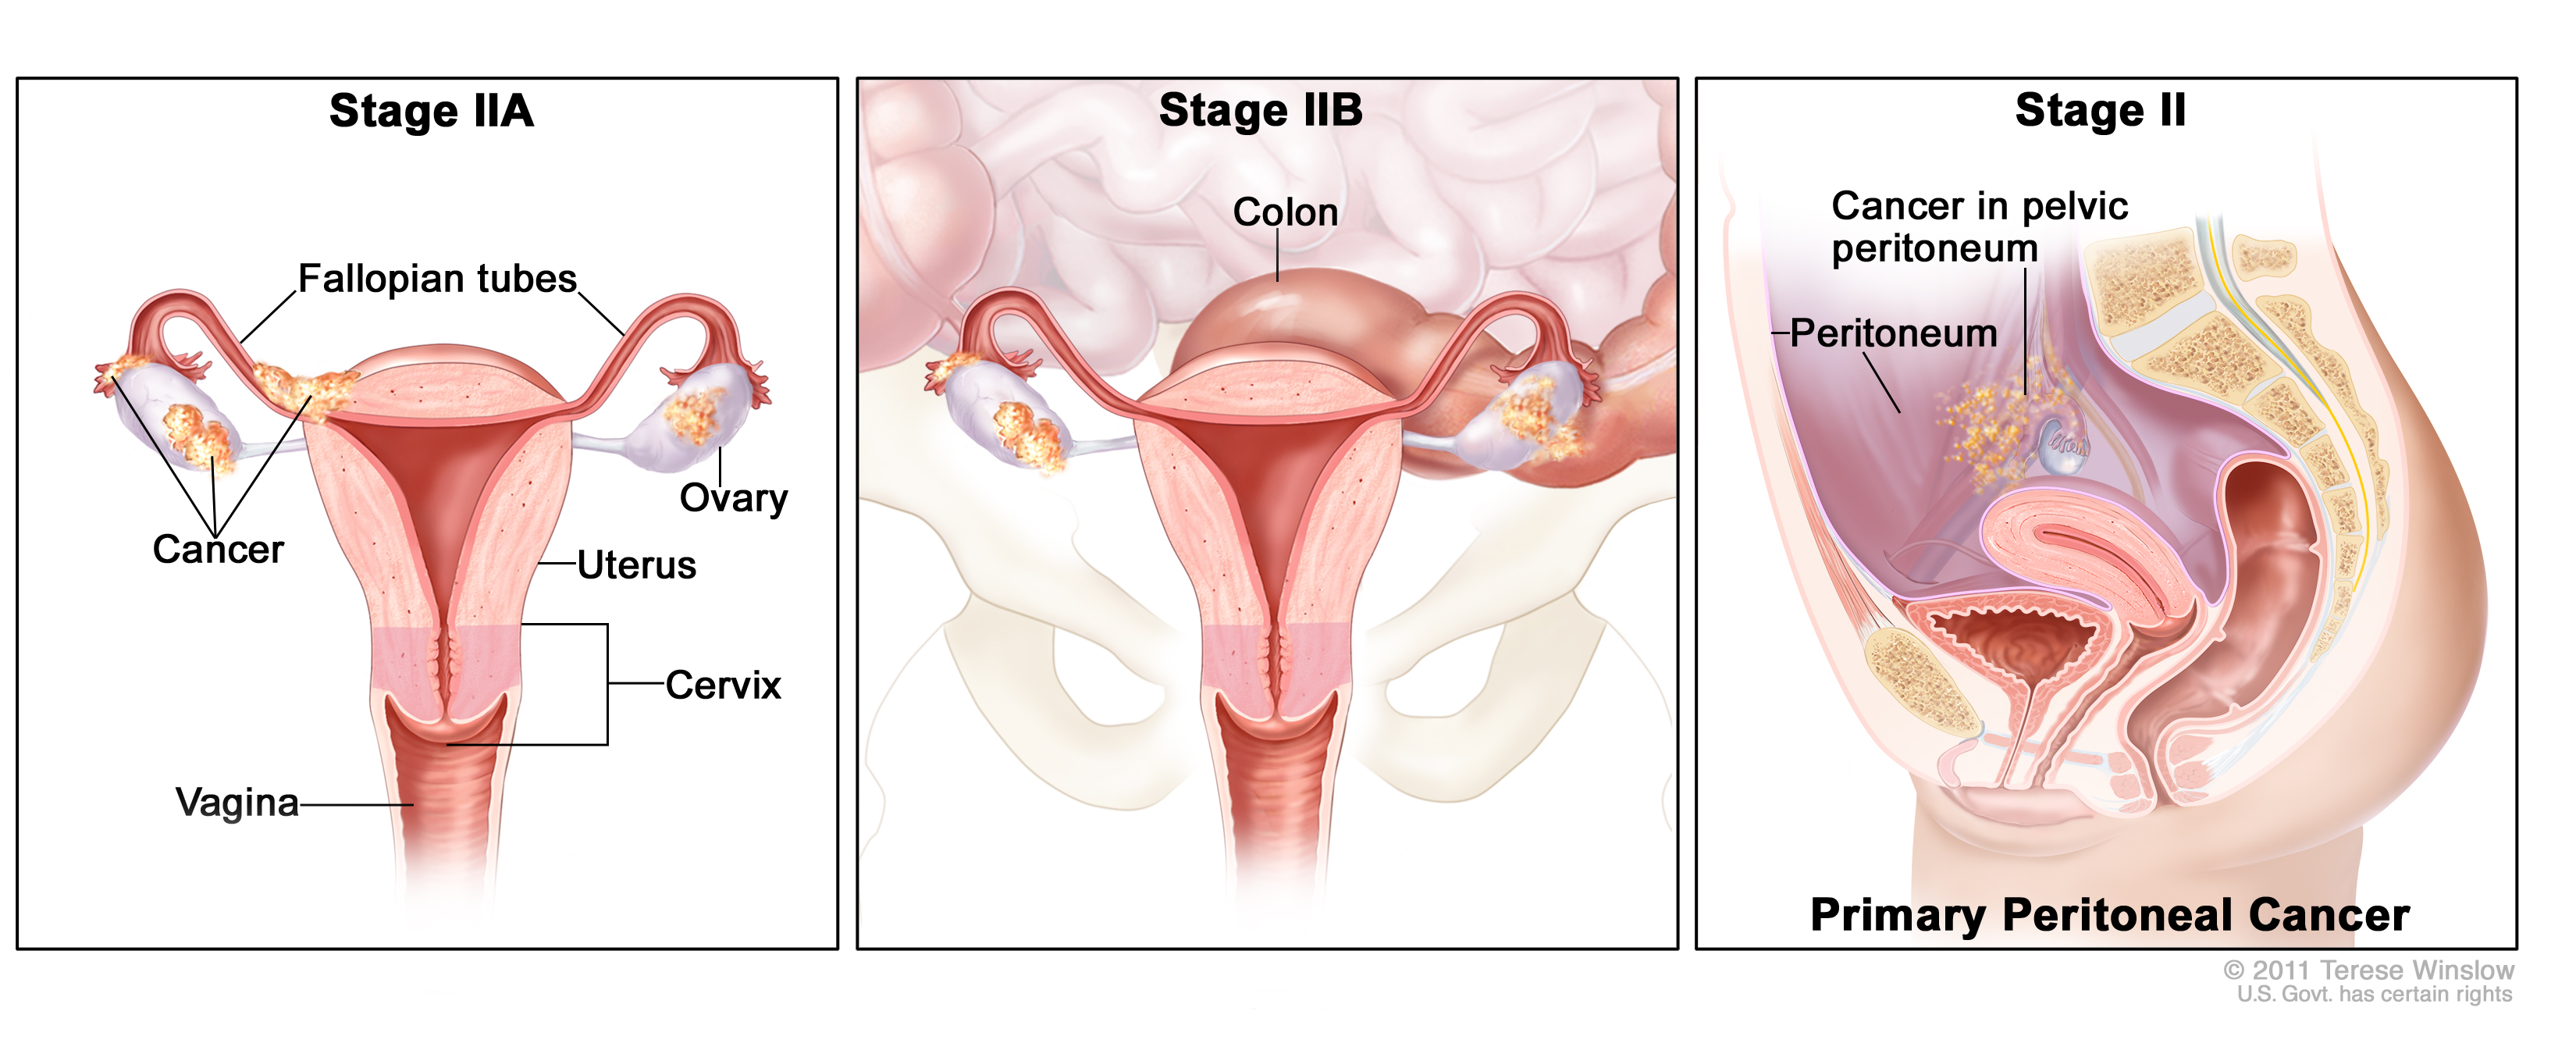 Stage IIA
Fallopian tubes
Ovary
Cancer
Uterus
Cervix
Vagina
Stage IIB
Colon
Stage II
Cancer in pelvic
peritoneum
Peritoneum
Primary Peritoneal Cancer
© 2011 Terese Winslow
U.S. Govt. has certain rights